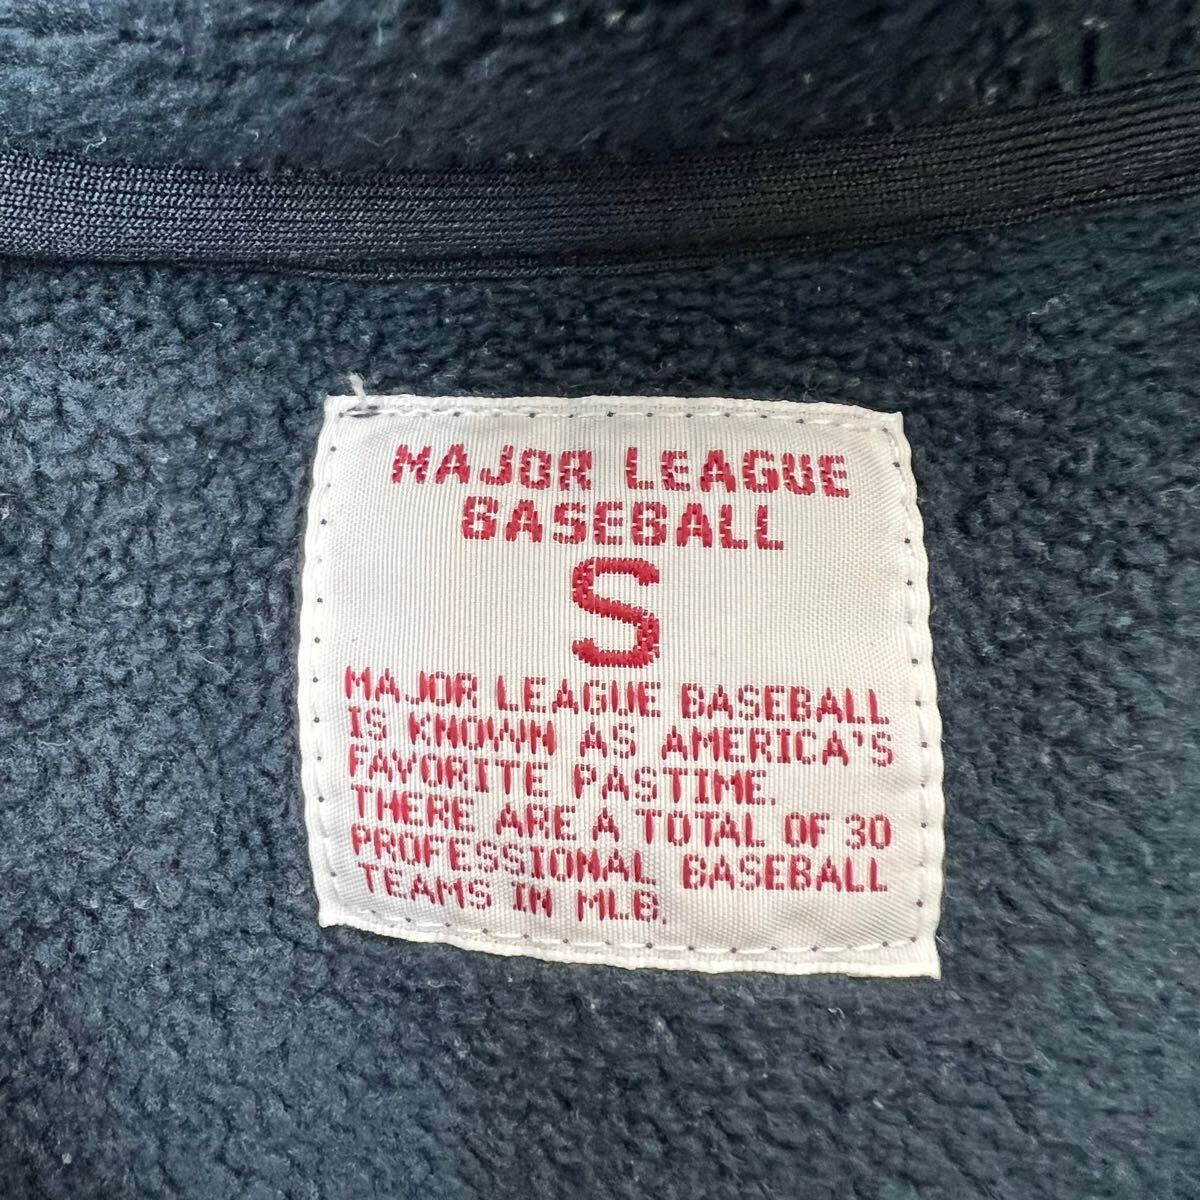 MAJOR LEAGUE
BASEBALL
S
MAJOR LEAGUE BASEBALL
IS KNOWN AS AMERICA'S
FAVORITE PASTIME.
THERE ARE A TOTAL OF 30
PROFESSIONAL BASEBALL
TEAMS IN MLB.